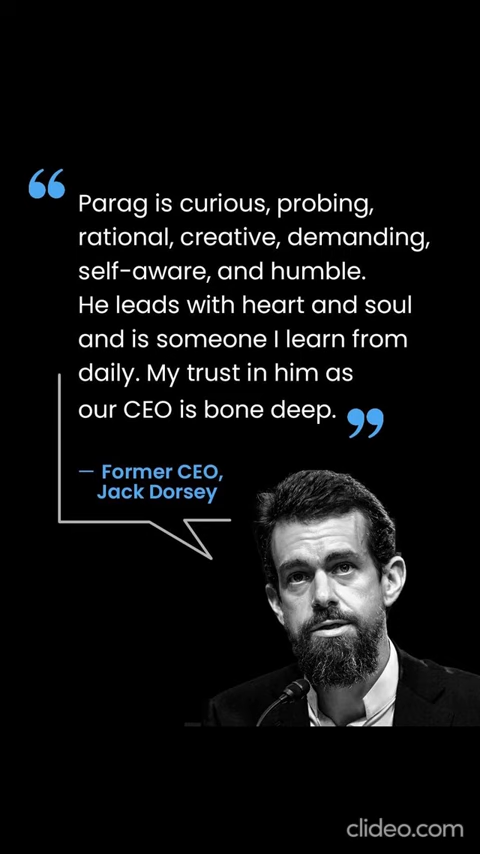 “
Parag is curious, probing,
rational, creative, demanding,
self-aware, and humble.
He leads with heart and soul
and is someone I learn from
daily. My trust in him as
our CEO is bone deep. ”
— Former CEO,
Jack Dorsey
clideo.com